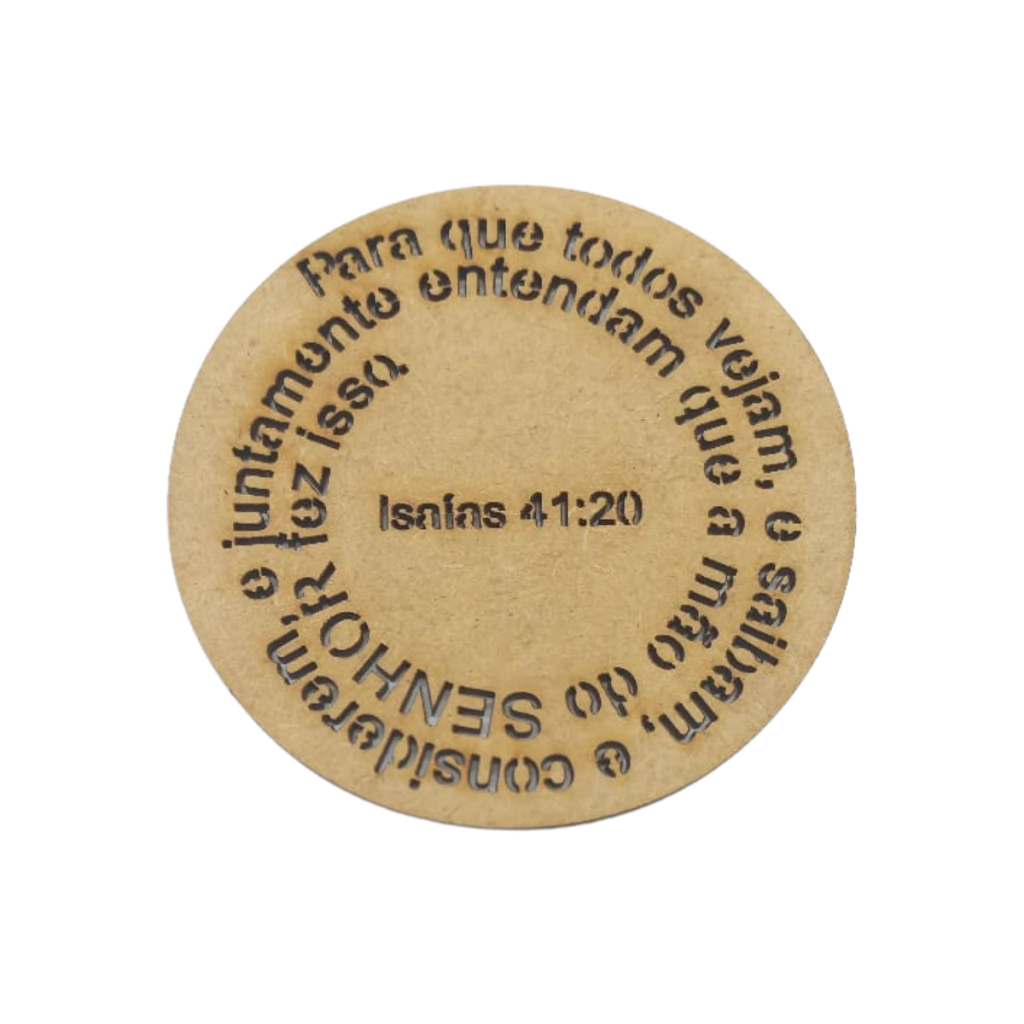 Para que todos vejam, e saibam, e considerem, e juntamente entendam que a mão do SENHOR fez isso.
Isaías 41:20